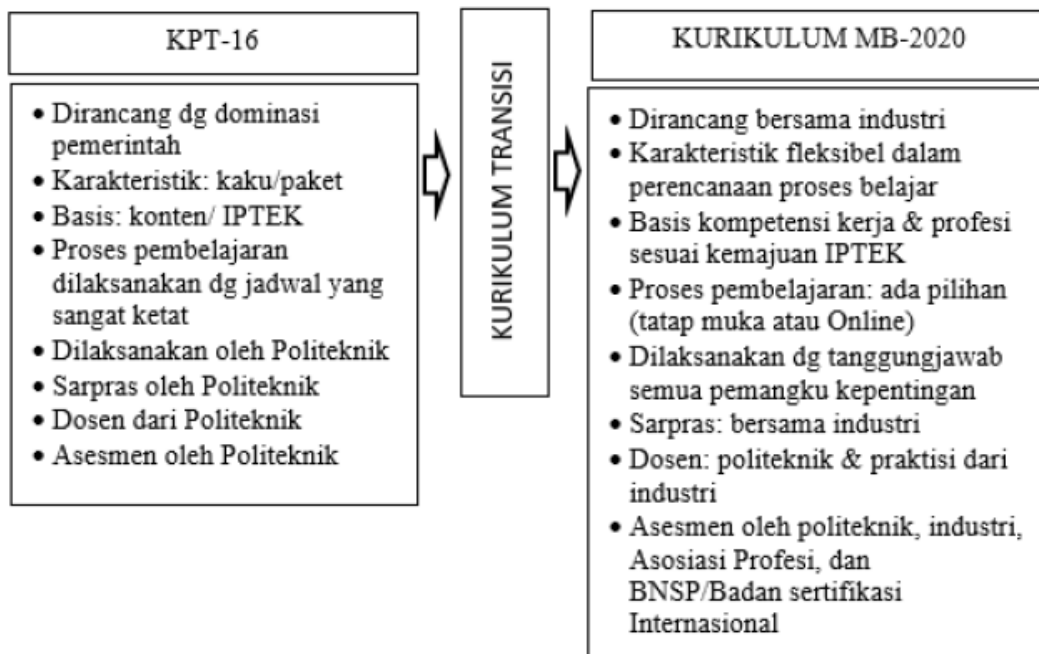 KPT-16
• Dirancang dg dominasi
pemerintah
• Karakteristik: kaku/paket
• Basis: konten/ IPTEK
• Proses pembelajaran
dilaksanakan dg jadwal yang
sangat ketat
• Dilaksanakan oleh Politeknik
• Sarpras oleh Politeknik
• Dosen dari Politeknik
• Asesmen oleh Politeknik
KURIKULUM TRANSISI
KURIKULUM MB-2020
• Dirancang bersama industri
• Karakteristik fleksibel dalam
perencanaan proses belajar
• Basis kompetensi kerja & profesi
sesuai kemajuan IPTEK
• Proses pembelajaran: ada pilihan
(tatap muka atau Online)
• Dilaksanakan dg tanggungjawab
semua pemangku kepentingan
• Sarpras: bersama industri
• Dosen: politeknik & praktisi dari
industri
• Asesmen oleh politeknik, industri,
Asosiasi Profesi, dan
BNSP/Badan sertifikasi
Internasional